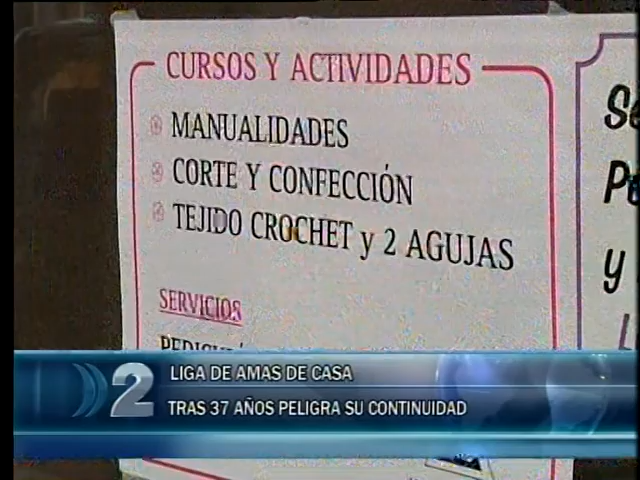 CURSOS Y ACTIVIDADES
MANUALIDADES
CORTE Y CONFECCIÓN
TEJIDO CROCHET y 2 AGUJAS
SERVICIOS
y
2
LIGA DE AMAS DE CASA
TRAS 37 AÑOS PELIGRA SU CONTINUIDAD